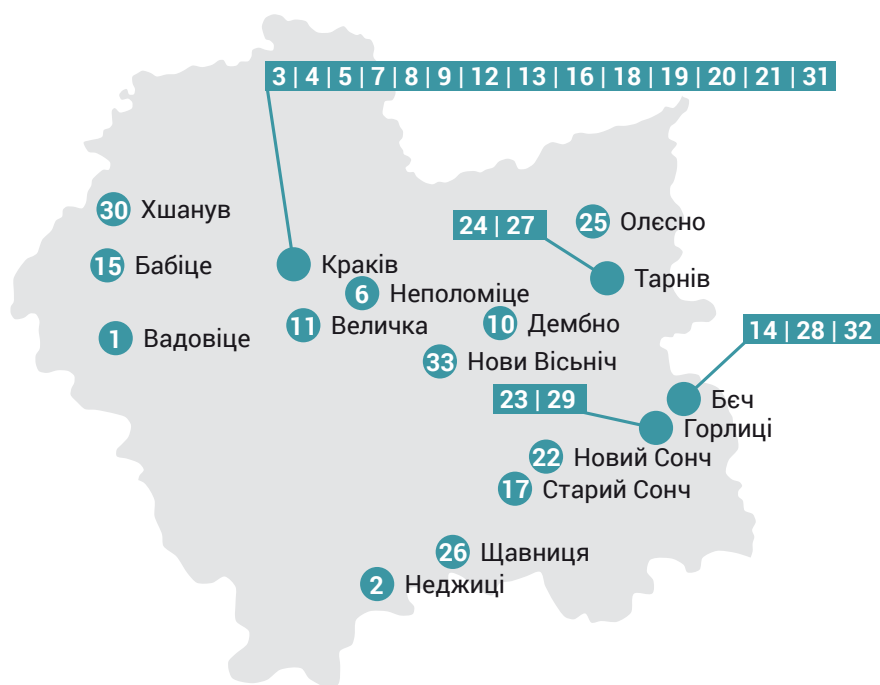 3 | 4 | 5 | 7 | 8 | 9 | 12 | 13 | 16 | 18 | 19 | 20 | 21 | 31
30 Хшанув
24 | 27
25 Олєсно
15 Бабіце
Краків
Тарнів
6 Неполоміце
11 Величка
10 Дембно
1 Вадовіце
14 | 28 | 32
33 Нови Вісьніч
23 | 29
Бєч
Горлиці
22 Новий Сонч
17 Старий Сонч
26 Щавниця
2 Неджиці